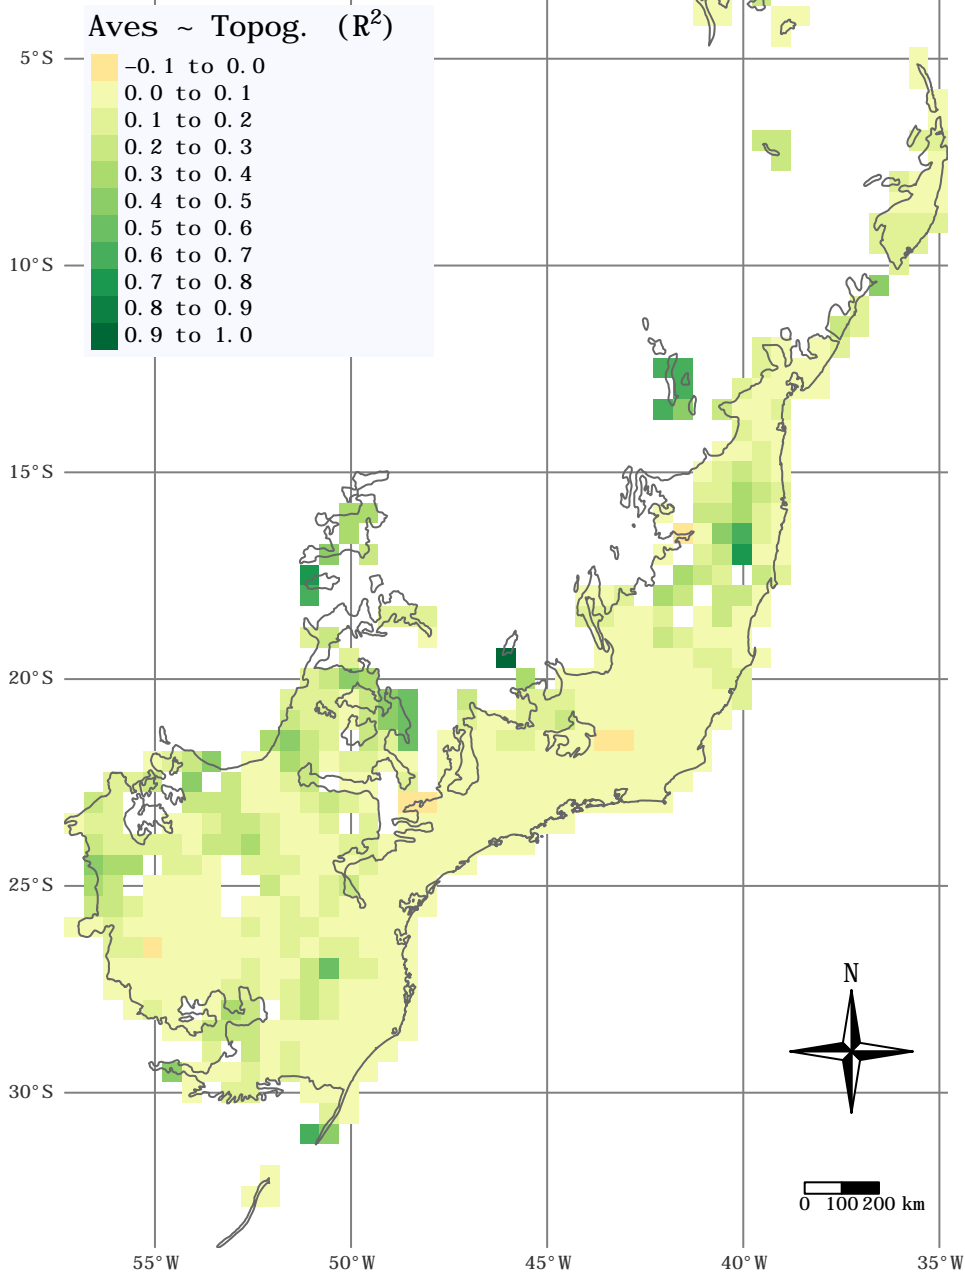 Aves ~ Topog. (R²)
−0.1 to 0.0
0.0 to 0.1
0.1 to 0.2
0.2 to 0.3
0.3 to 0.4
0.4 to 0.5
0.5 to 0.6
0.6 to 0.7
0.7 to 0.8
0.8 to 0.9
0.9 to 1.0
5°S
10°S
15°S
20°S
25°S
30°S
N
0 100 200 km
55°W 50°W 45°W 40°W 35°W